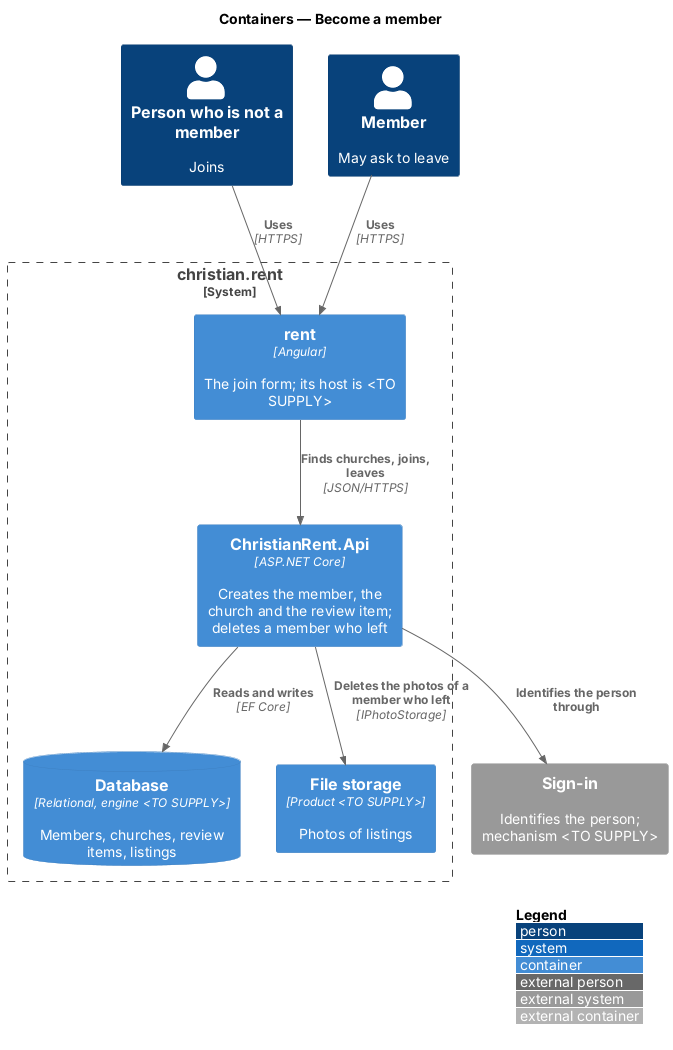 Containers — Become a member
Person who is not a
member
Joins
Member
May ask to leave
Uses
[HTTPS]
Uses
[HTTPS]
christian.rent
[System]
rent
[Angular]
The join form; its host is <TO
SUPPLY>
Finds churches, joins,
leaves
[JSON/HTTPS]
ChristianRent.Api
[ASP.NET Core]
Creates the member, the
church and the review item;
deletes a member who left
Reads and writes
[EF Core]
Deletes the photos of a
member who left
[IPhotoStorage]
Identifies the person
through
Database
[Relational, engine <TO SUPPLY>]
Members, churches, review
items, listings
File storage
[Product <TO SUPPLY>]
Photos of listings
Sign-in
Identifies the person;
mechanism <TO SUPPLY>
Legend
person
system
container
external person
external system
external container